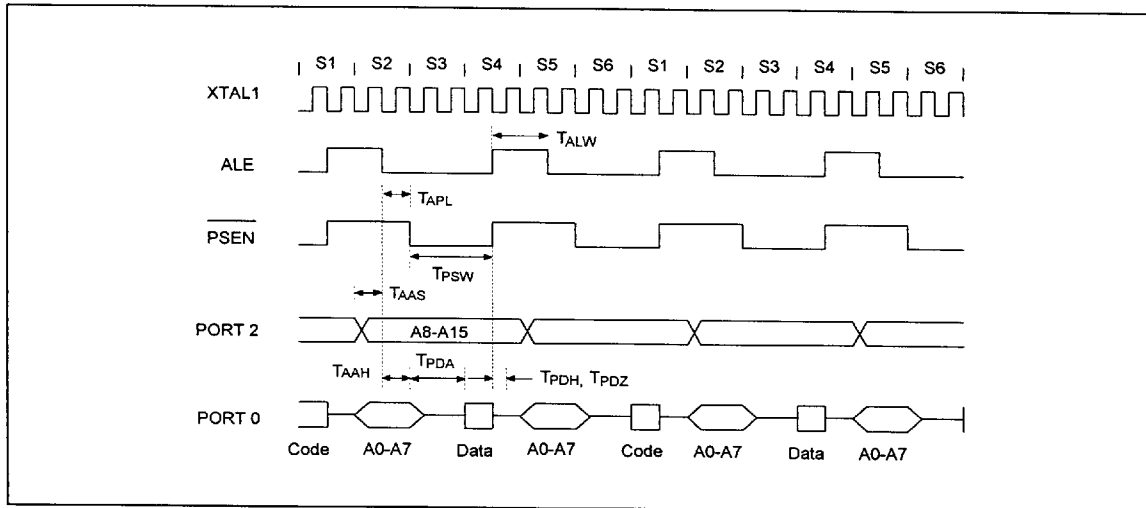 S1 S2 S3 S4 S5 S6 S1 S2 S3 S4 S5 S6
XTAL1
TALW
ALE
TAPL
PSEN
TPSW
TAAS
PORT 2
A8-A15
TAAH TPDA TPDH, TPDZ
PORT 0
Code A0-A7 Data A0-A7 Code A0-A7 Data A0-A7